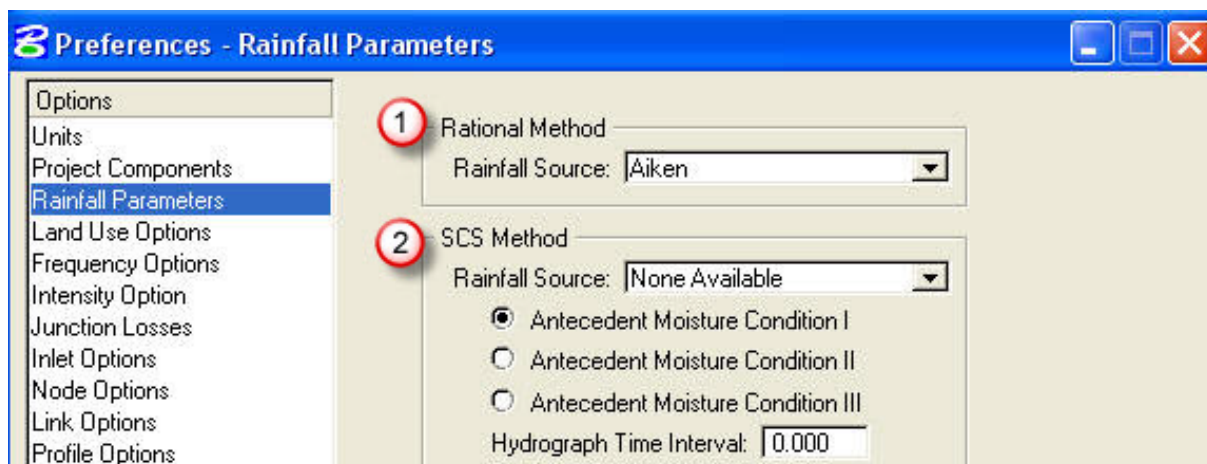 Preferences - Rainfall Parameters
Options
Units
Project Components
Rainfall Parameters
Land Use Options
Frequency Options
Intensity Option
Junction Losses
Inlet Options
Node Options
Link Options
Profile Options
1
Rational Method
Rainfall Source: Aiken
2
SCS Method
Rainfall Source: None Available
Antecedent Moisture Condition I
Antecedent Moisture Condition II
Antecedent Moisture Condition III
Hydrograph Time Interval: 0.000